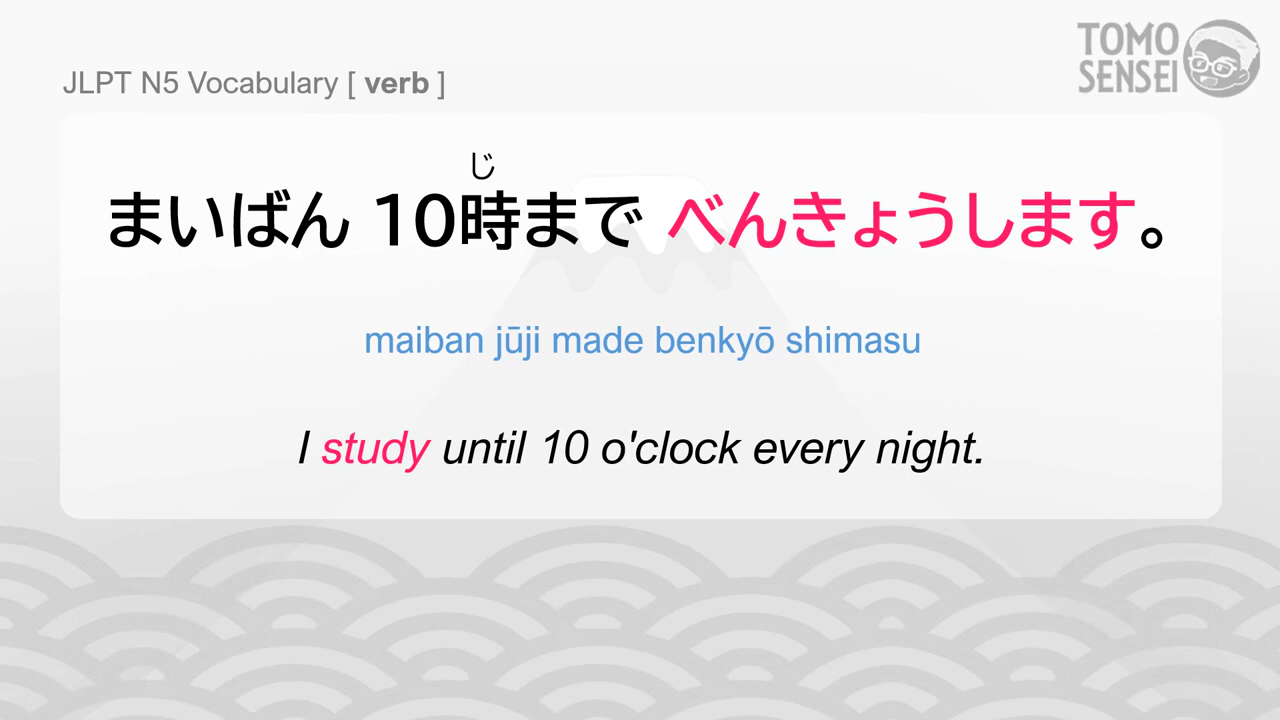 TOMO
SENSEI
JLPT N5 Vocabulary [ verb ]
じ
まいばん 10時まで べんきょうします。
maiban jūji made benkyō shimasu
I study until 10 o'clock every night.